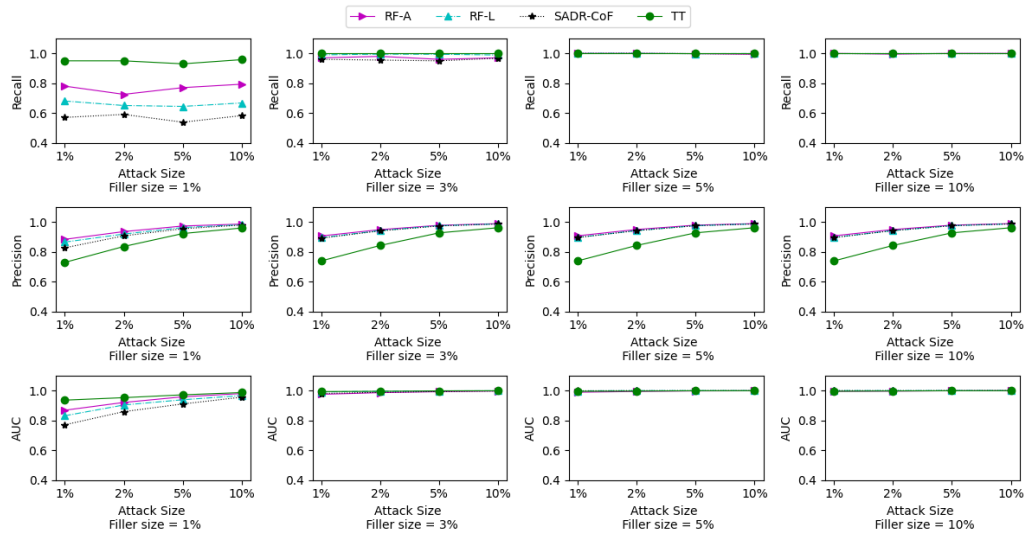 RF-A RF-L SADR-CoF TT
1.0 0.8 0.6 0.4 Recall 1% 2% 5% 10% Attack Size Filler size = 1%
1.0 0.8 0.6 0.4 Recall 1% 2% 5% 10% Attack Size Filler size = 3%
1.0 0.8 0.6 0.4 Recall 1% 2% 5% 10% Attack Size Filler size = 5%
1.0 0.8 0.6 0.4 Recall 1% 2% 5% 10% Attack Size Filler size = 10%
1.0 0.8 0.6 0.4 Precision 1% 2% 5% 10% Attack Size Filler size = 1%
1.0 0.8 0.6 0.4 Precision 1% 2% 5% 10% Attack Size Filler size = 3%
1.0 0.8 0.6 0.4 Precision 1% 2% 5% 10% Attack Size Filler size = 5%
1.0 0.8 0.6 0.4 Precision 1% 2% 5% 10% Attack Size Filler size = 10%
1.0 0.8 0.6 0.4 AUC 1% 2% 5% 10% Attack Size Filler size = 1%
1.0 0.8 0.6 0.4 AUC 1% 2% 5% 10% Attack Size Filler size = 3%
1.0 0.8 0.6 0.4 AUC 1% 2% 5% 10% Attack Size Filler size = 5%
1.0 0.8 0.6 0.4 AUC 1% 2% 5% 10% Attack Size Filler size = 10%